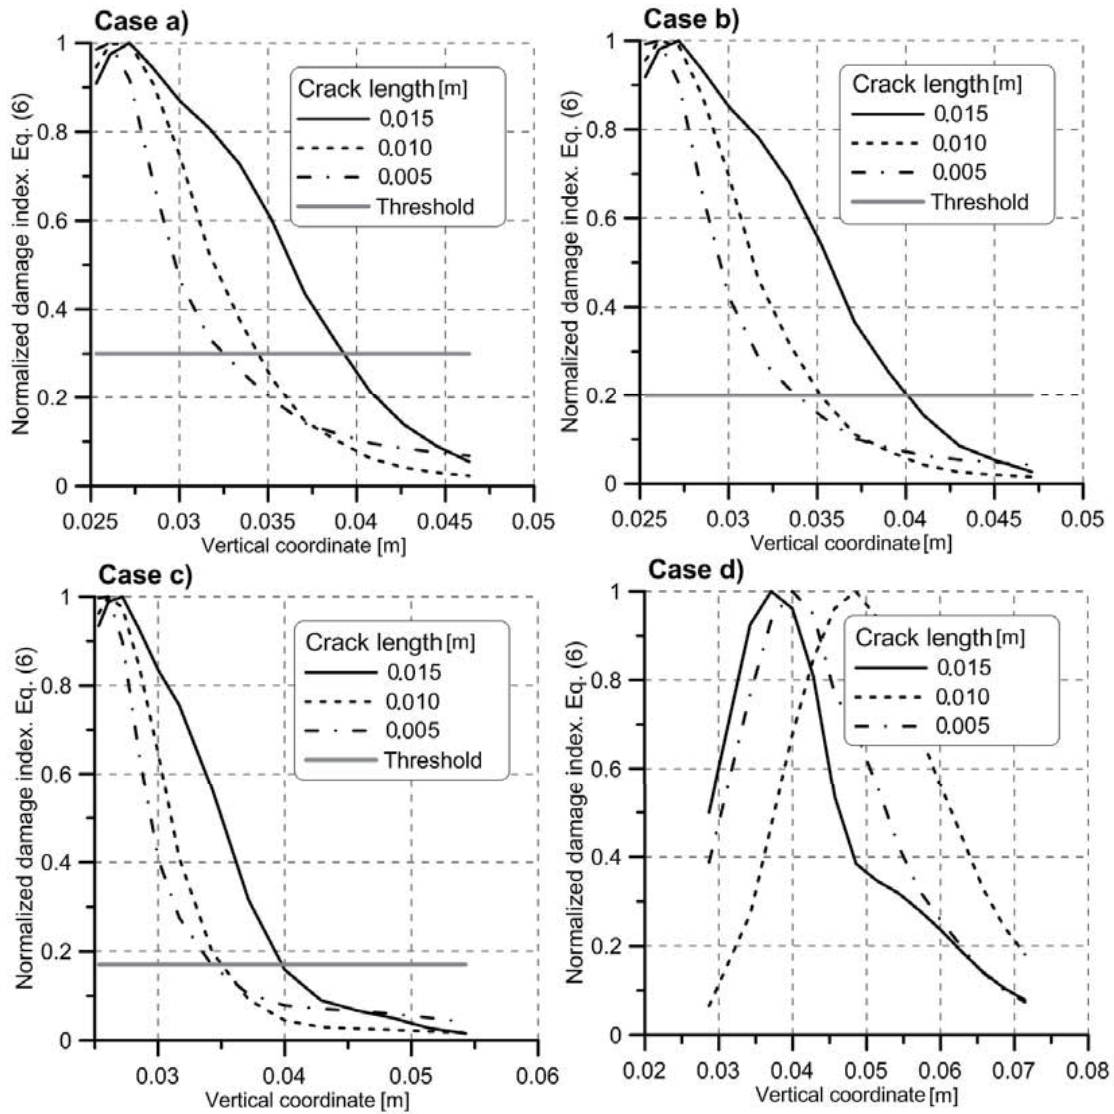 Case a)
Normalized damage index. Eq. (6)
1
0.8
0.6
0.4
0.2
0
Crack length [m]
0.015
0.010
0.005
Threshold
0.025 0.03 0.035 0.04 0.045 0.05
Vertical coordinate [m]
Case b)
Normalized damage index. Eq. (6)
1
0.8
0.6
0.4
0.2
0
Crack length [m]
0.015
0.010
0.005
Threshold
0.025 0.03 0.035 0.04 0.045 0.05
Vertical coordinate [m]
Case c)
Normalized damage index. Eq. (6)
1
0.8
0.6
0.4
0.2
0
Crack length [m]
0.015
0.010
0.005
Threshold
0.03 0.04 0.05 0.06
Vertical coordinate [m]
Case d)
Normalized damage index. Eq. (6)
1
0.8
0.6
0.4
0.2
0
Crack length [m]
0.015
0.010
0.005
0.02 0.03 0.04 0.05 0.06 0.07 0.08
Vertical coordinate [m]